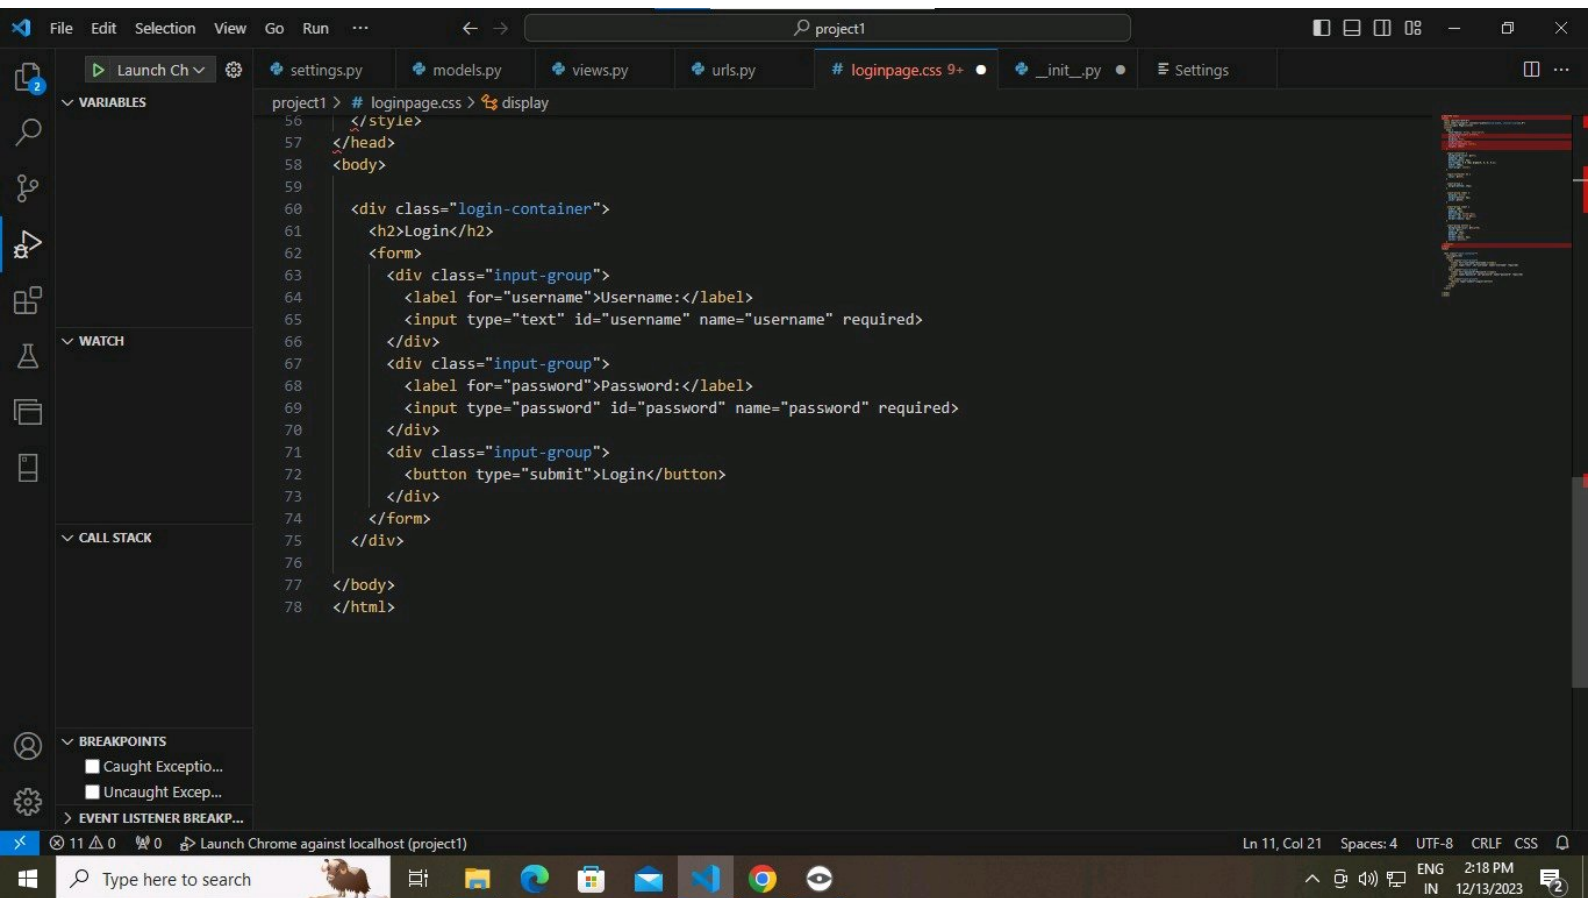 File Edit Selection View Go Run ··· project1
Launch Ch settings.py models.py views.py urls.py # loginpage.css 9+ __init__.py Settings
VARIABLES
project1 > # loginpage.css > display
56 </style>
57 </head>
58 <body>
59
60 <div class="login-container">
61 <h2>Login</h2>
62 <form>
63 <div class="input-group">
64 <label for="username">Username:</label>
65 <input type="text" id="username" name="username" required>
66 </div>
67 <div class="input-group">
68 <label for="password">Password:</label>
69 <input type="password" id="password" name="password" required>
70 </div>
71 <div class="input-group">
72 <button type="submit">Login</button>
73 </div>
74 </form>
75 </div>
76
77 </body>
78 </html>
2
WATCH
CALL STACK
BREAKPOINTS
Caught Exceptio...
Uncaught Excep...
EVENT LISTENER BREAKP...
11 0 0 Launch Chrome against localhost (project1) Ln 11, Col 21 Spaces: 4 UTF-8 CRLF CSS
Type here to search
ENG 2:18 PM
IN 12/13/2023 2